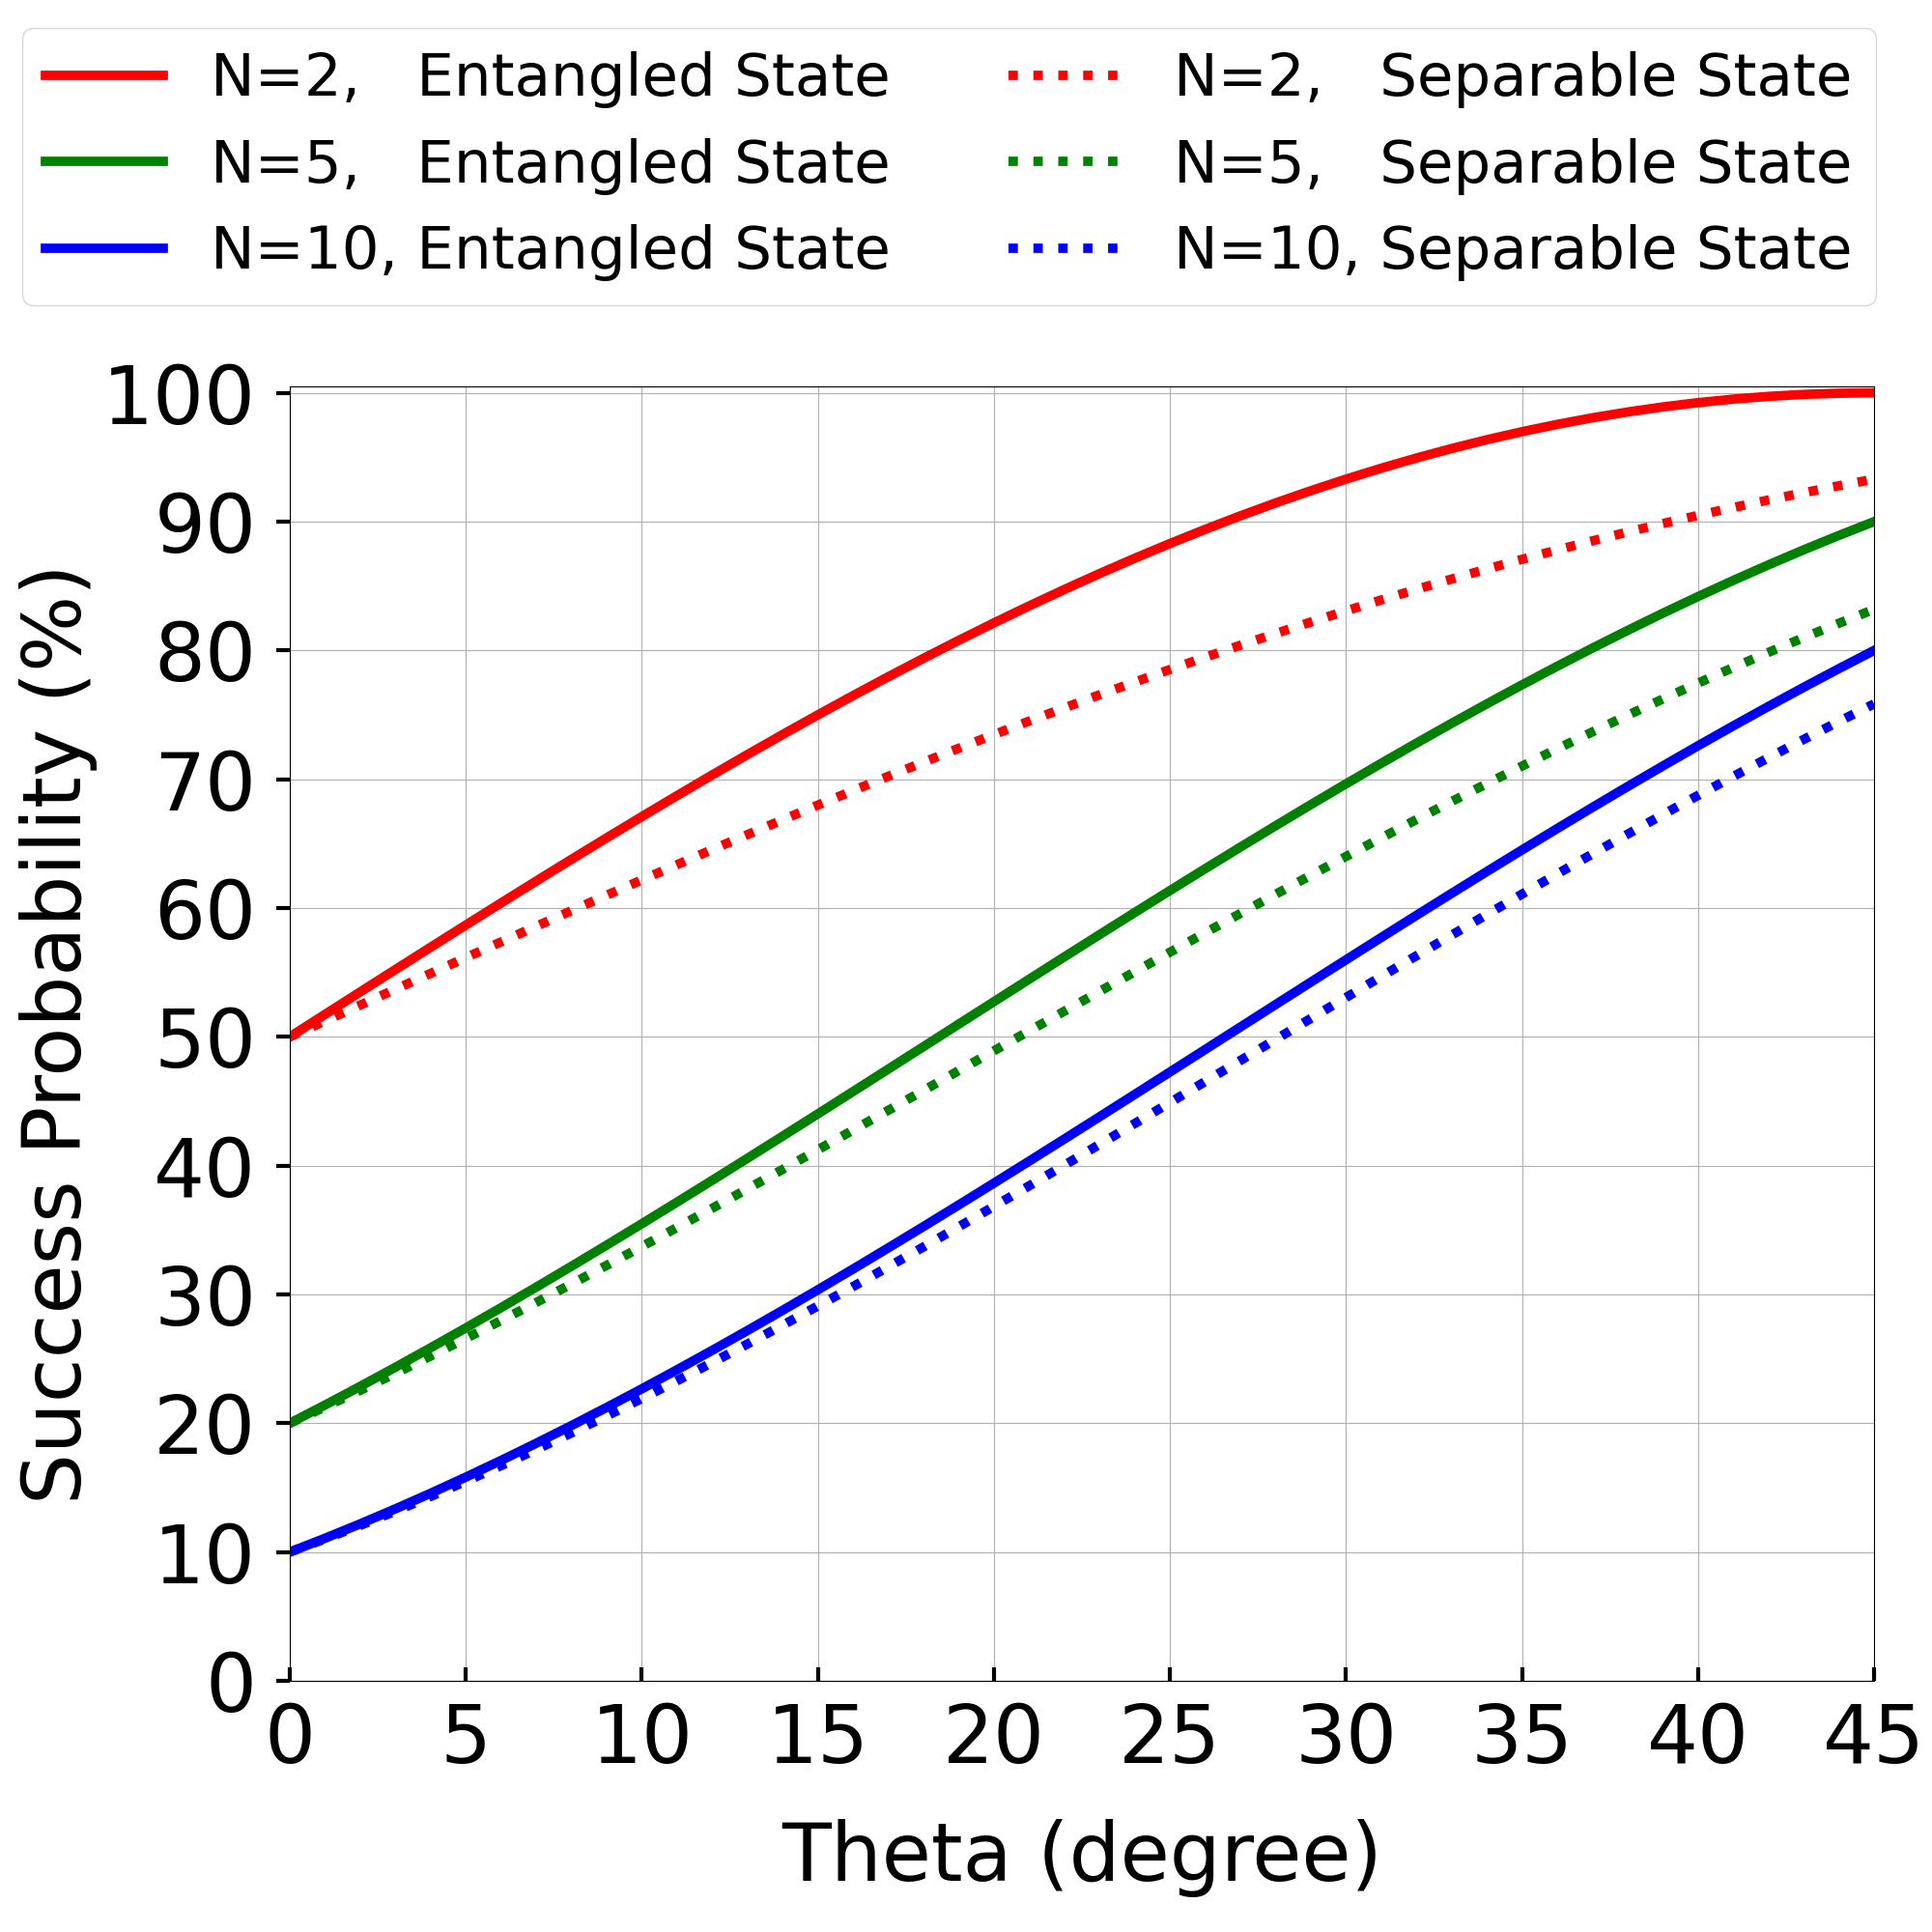 N=2, Entangled State
N=5, Entangled State
N=10, Entangled State
N=2, Separable State
N=5, Separable State
N=10, Separable State
Success Probability (%)
100
90
80
70
60
50
40
30
20
10
0
0 5 10 15 20 25 30 35 40 45
Theta (degree)